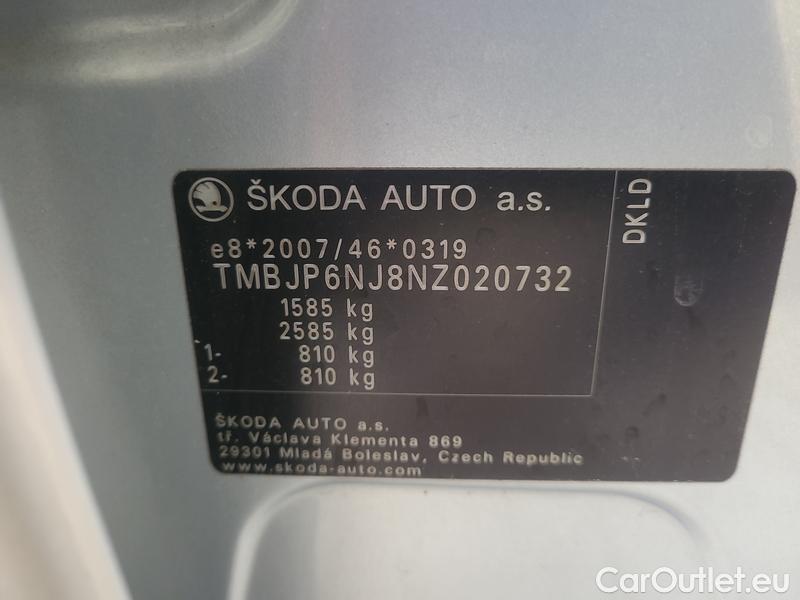 ŠKODA AUTO a.s.
DKLD
e8*2007/46*0319
TMBJP6NJ8NZ020732
1585 kg
2585 kg
1- 810 kg
2- 810 kg
ŠKODA AUTO a.s.
tř. Václava Klementa 869
29301 Mladá Boleslav, Czech Republic
www.skoda-auto.com
CarOutlet.eu